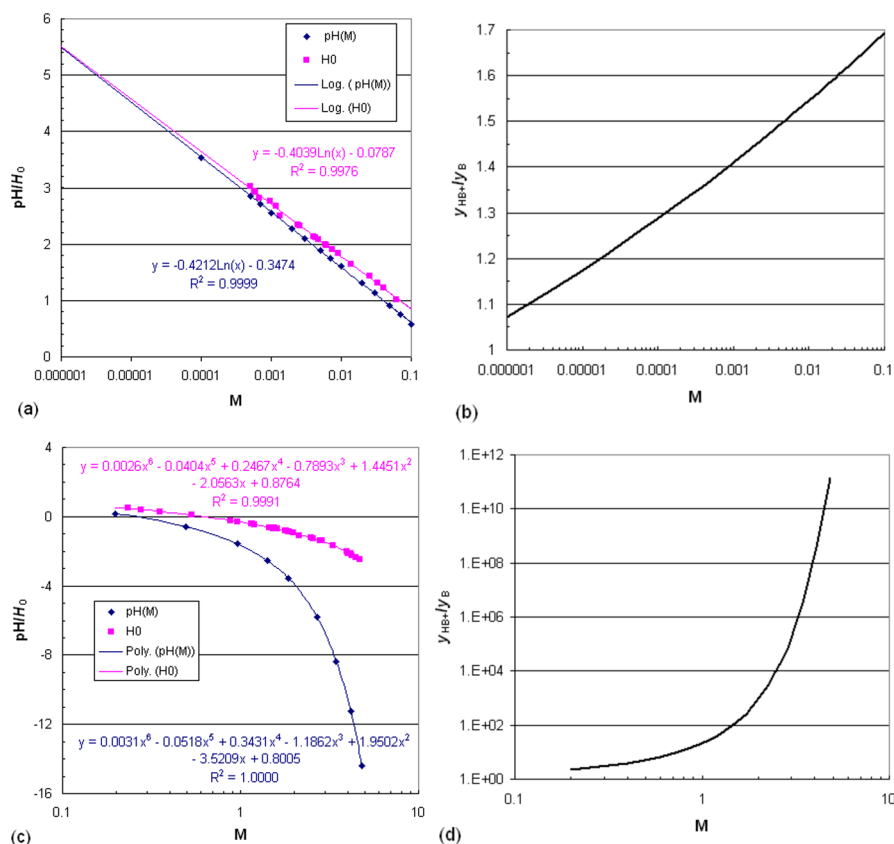 pH(M)
H0
Log. ( pH(M))
Log. (H0)
y = -0.4039Ln(x) - 0.0787
R² = 0.9976
y = -0.4212Ln(x) - 0.3474
R² = 0.9999
pH/H₀
6
5
4
3
2
1
0
0.000001
0.00001
0.0001
0.001
0.01
0.1
M
(a)
yHB+/yB
1.7
1.6
1.5
1.4
1.3
1.2
1.1
1
0.000001
0.00001
0.0001
0.001
0.01
0.1
M
(b)
y = 0.0026x⁶ - 0.0404x⁵ + 0.2467x⁴ - 0.7893x³ + 1.4451x²
- 2.0563x + 0.8764
R² = 0.9991
pH(M)
H0
Poly. (pH(M))
Poly. (H0)
y = 0.0031x⁶ - 0.0518x⁵ + 0.3431x⁴ - 1.1862x³ + 1.9502x²
- 3.5209x + 0.8005
R² = 1.0000
pH/H₀
4
0
-4
-8
-12
-16
0.1
1
10
M
(c)
yHB+/yB
1.E+12
1.E+10
1.E+08
1.E+06
1.E+04
1.E+02
1.E+00
0.1
1
10
M
(d)